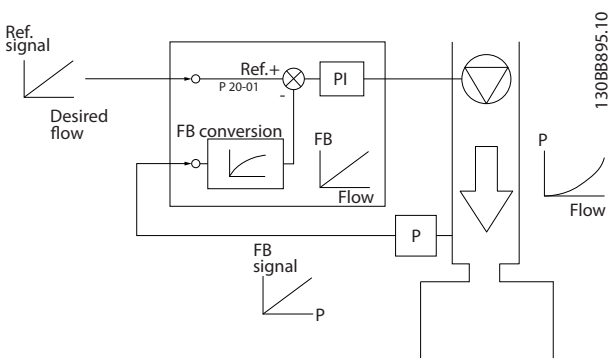 Ref.
signal
Desired
flow
Ref.+
P 20-01
-
PI
FB conversion
FB
Flow
P
FB
signal
P
P
Flow
130BB895.10